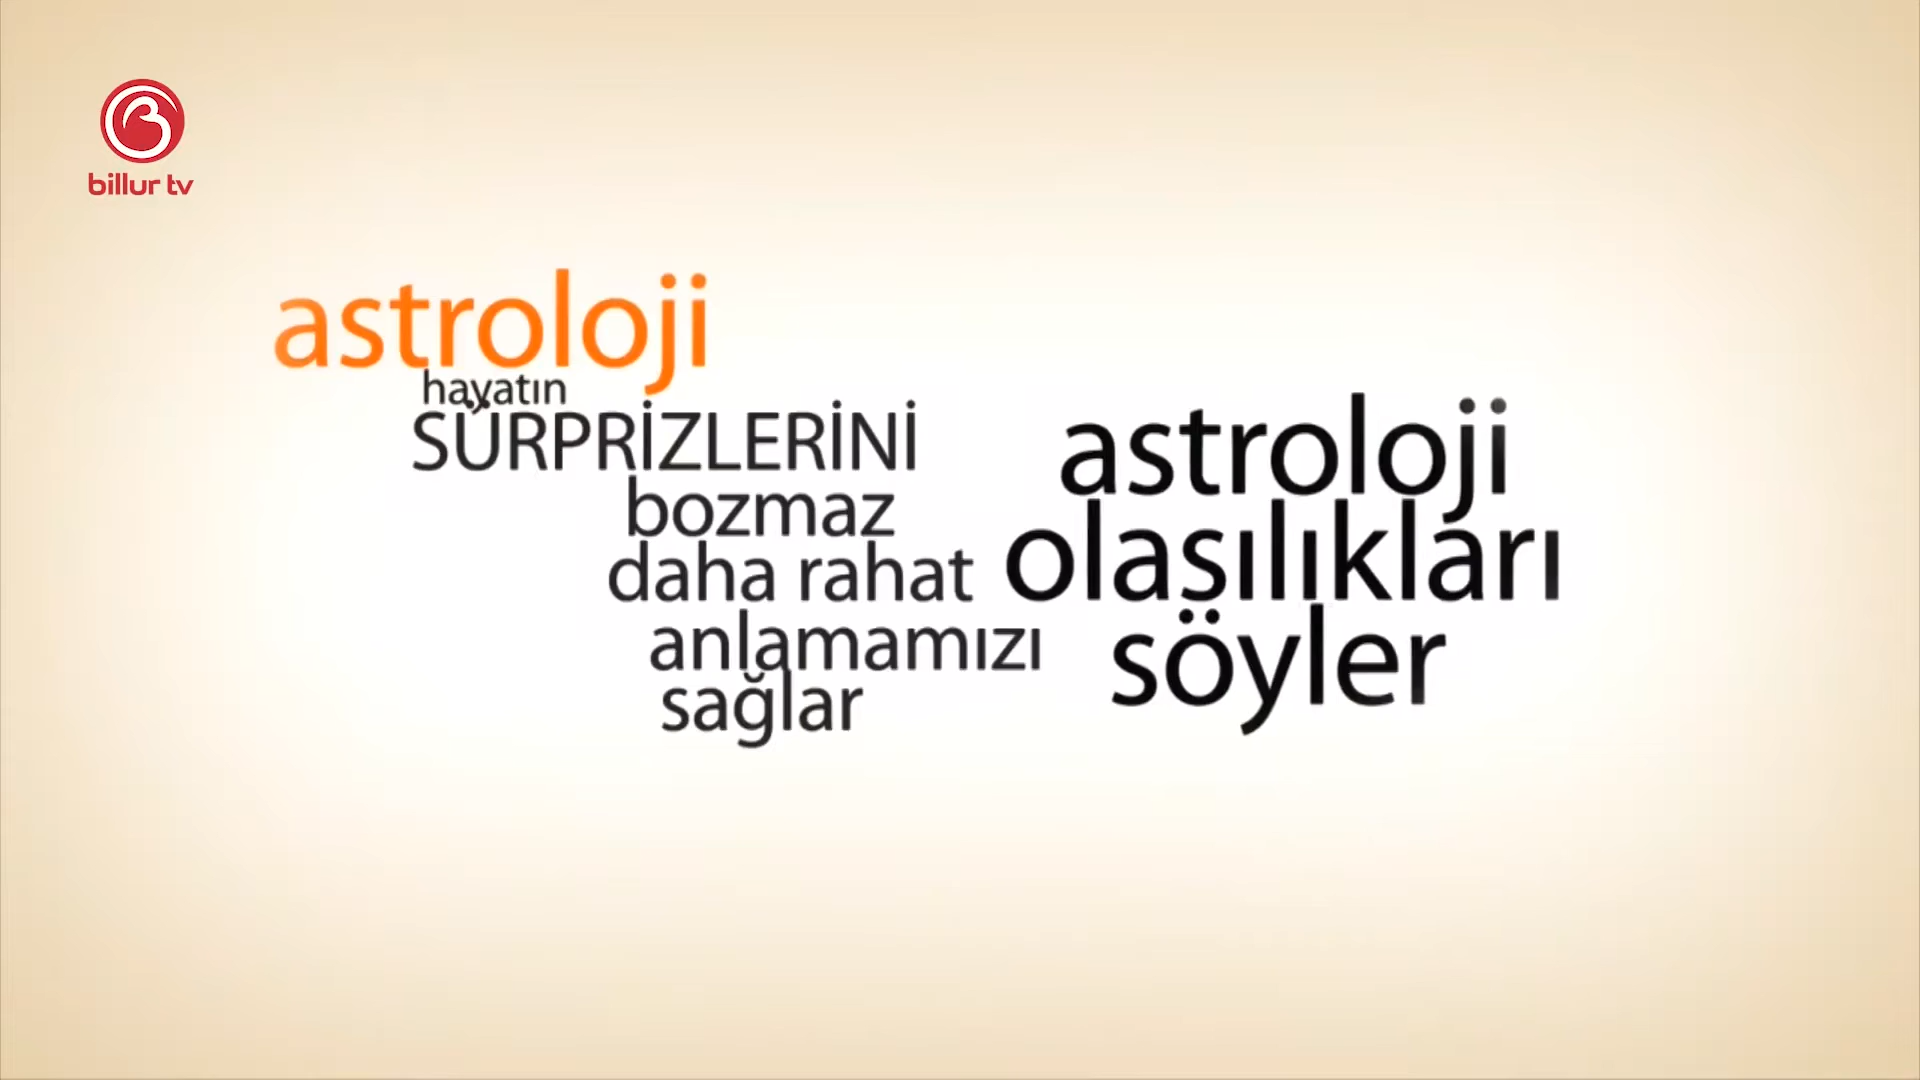 billur tv
astroloji
hayatın
SÜRPRİZLERİNİ
bozmaz
daha rahat
anlamamızı
sağlar
astroloji
olasılıkları
söyler